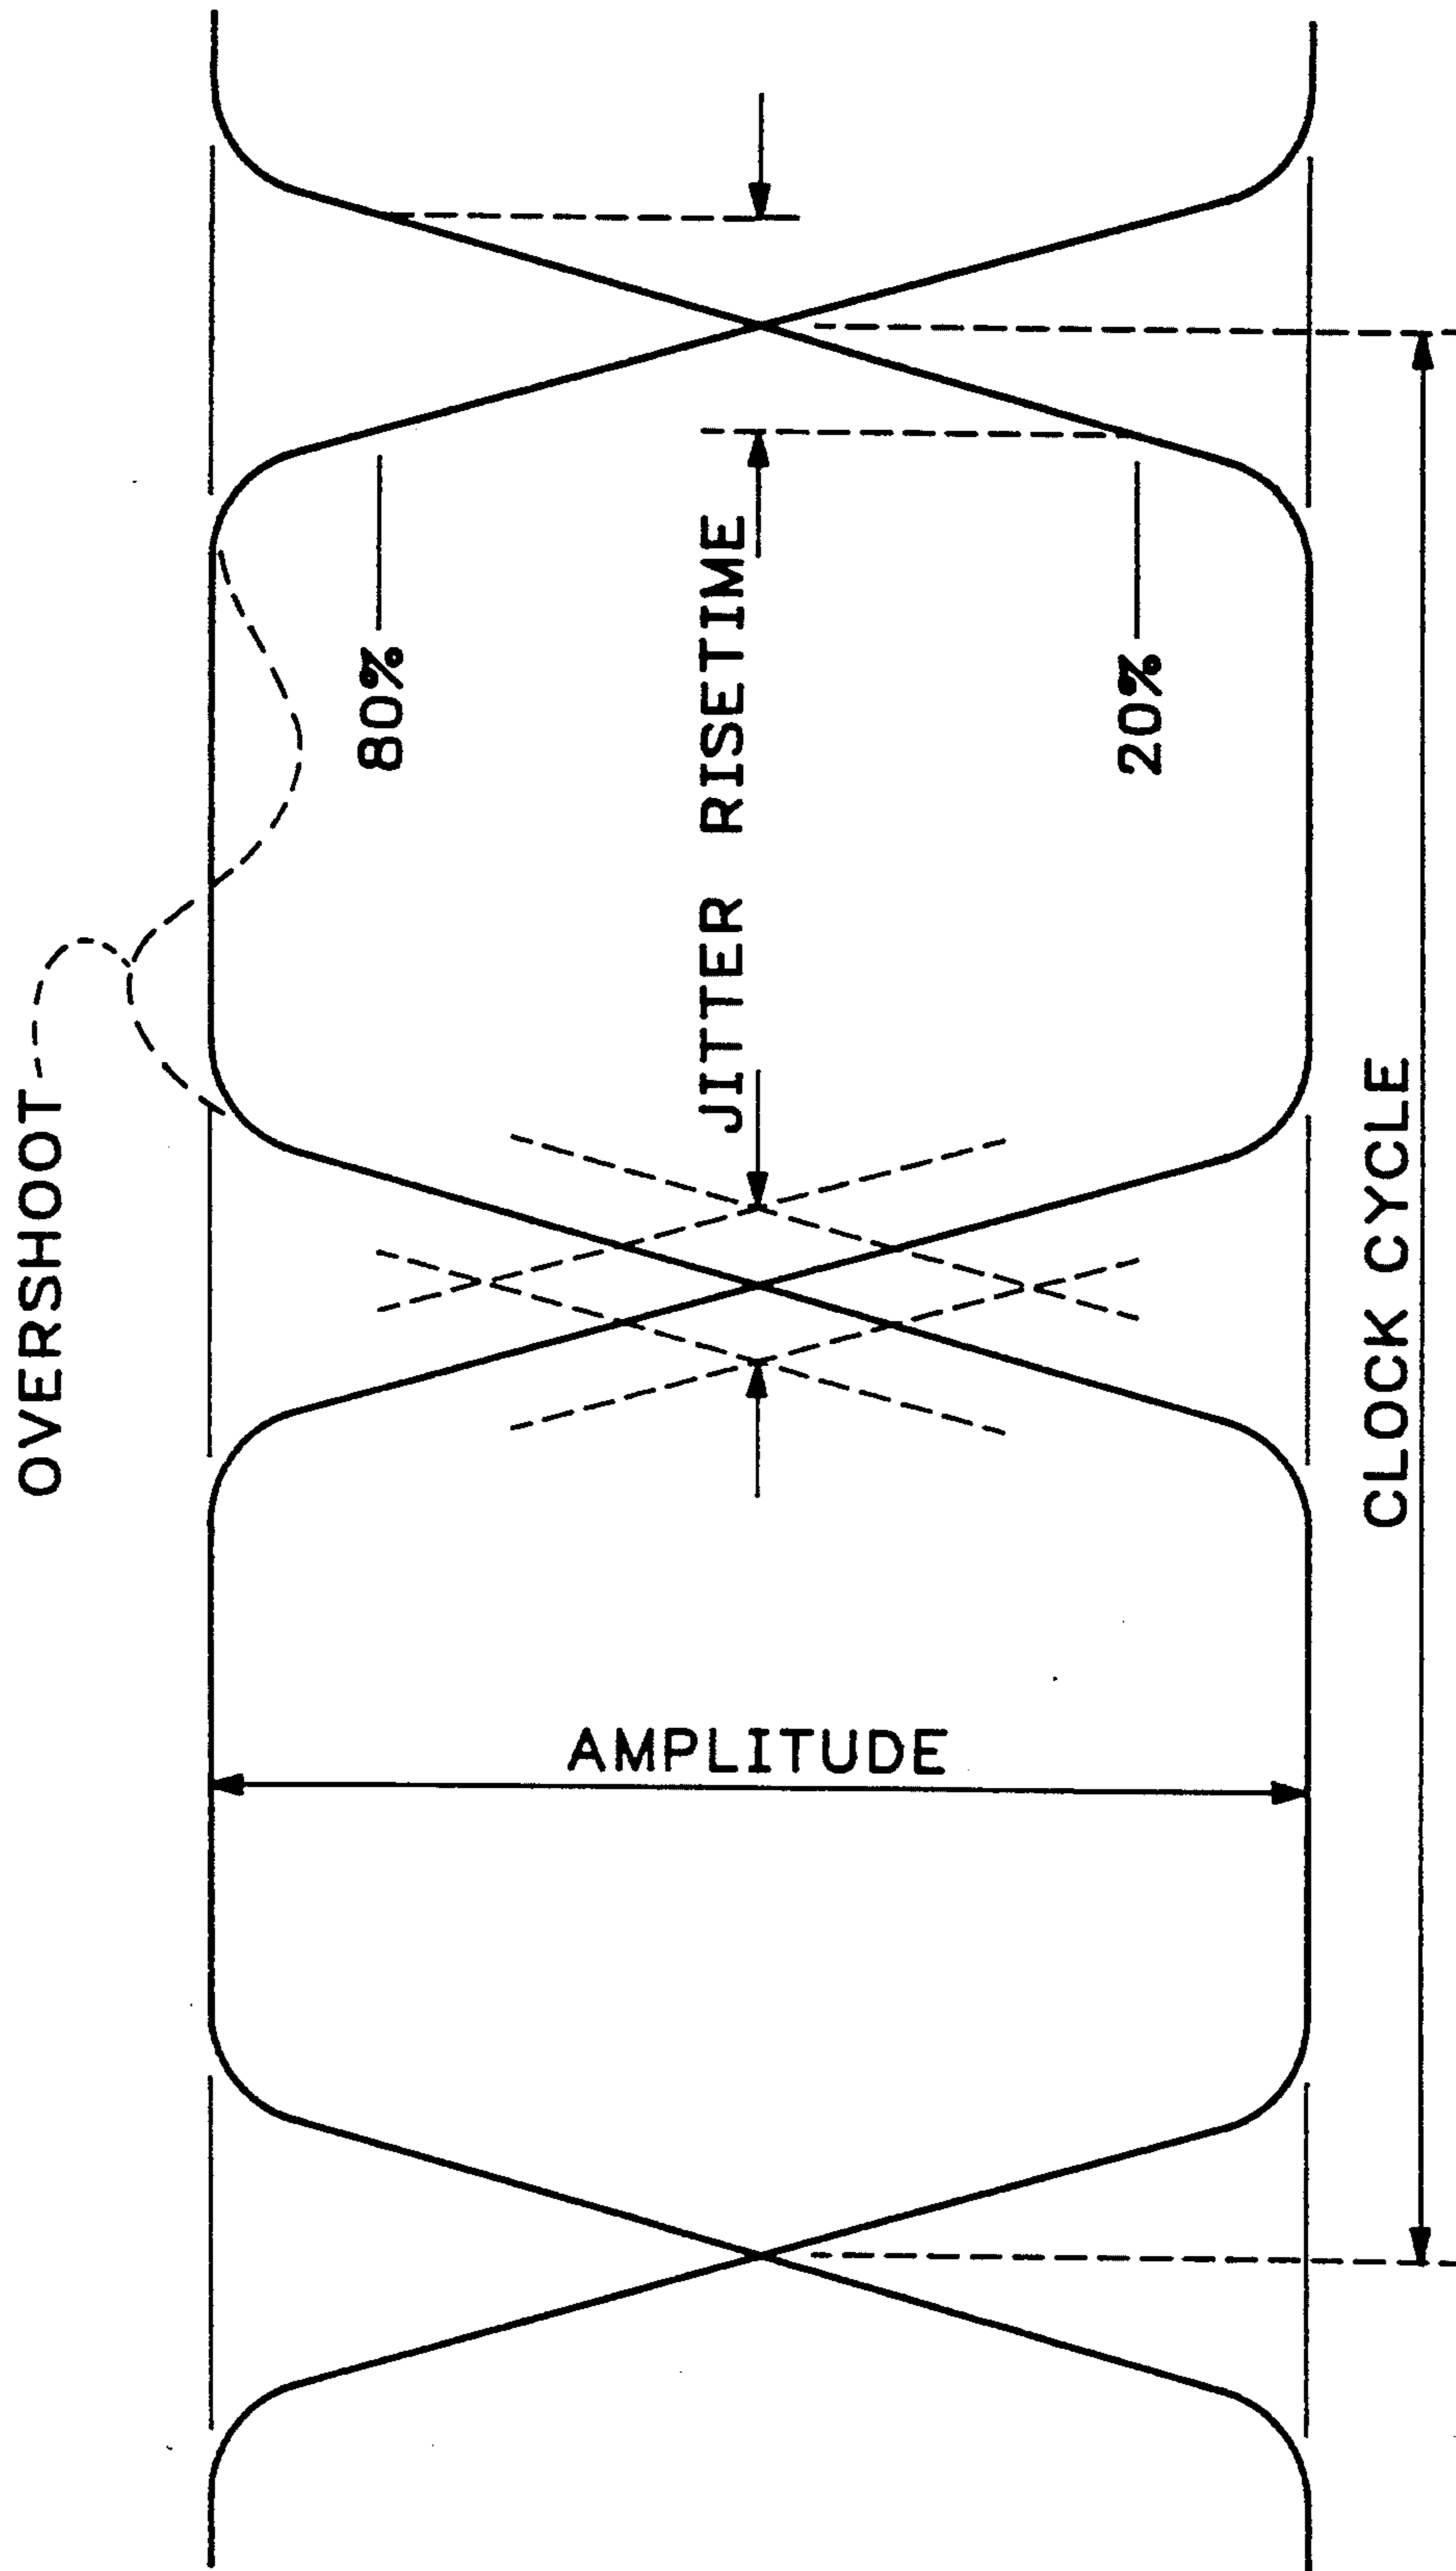 OVERSHOOT
80%
JITTER RISETIME
20%
AMPLITUDE
CLOCK CYCLE